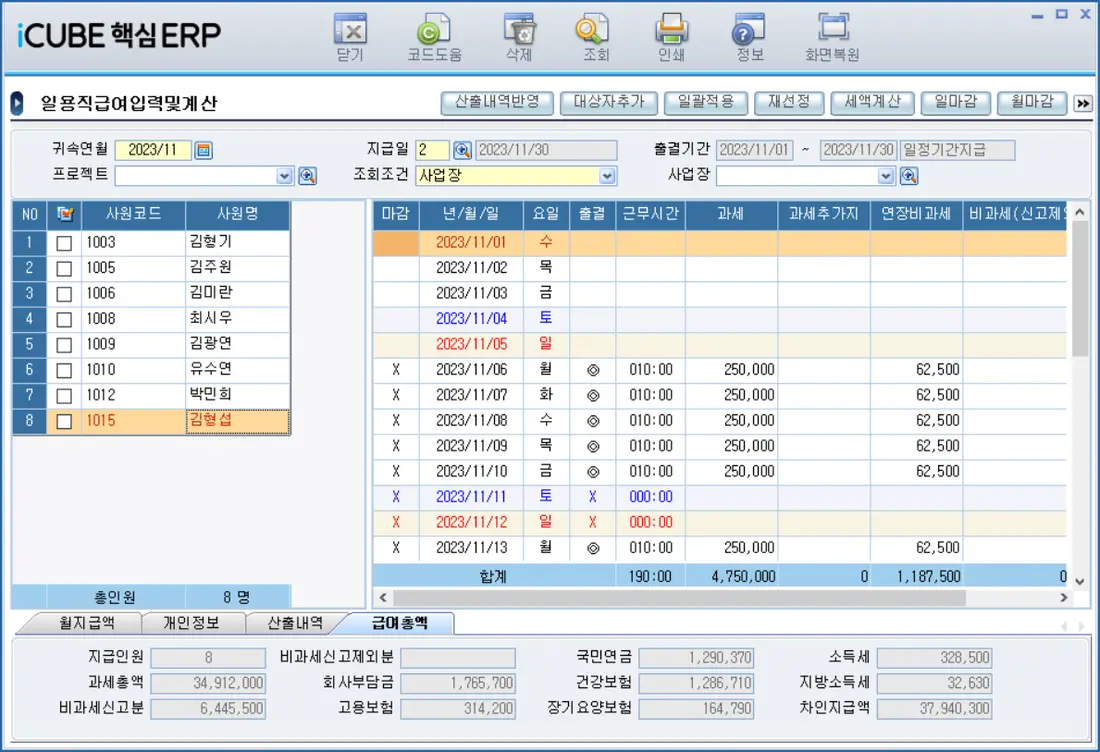 iCUBE 핵심 ERP
닫기 코드도움 삭제 조회 인쇄 정보 화면복원
일용직급여입력및계산 산출내역반영 대상자추가 일괄적용 재선정 세액계산 일마감 월마감
귀속연월 2023/11 지급일 2 2023/11/30 출결기간 2023/11/01 ~ 2023/11/30 일정기간지급
프로젝트 조회조건 사업장 사업장
NO 사원코드 사원명
1 1003 김형기
2 1005 김주원
3 1006 김미란
4 1008 최시우
5 1009 김광연
6 1010 유수연
7 1012 박민희
8 1015 김형섭
총인원 8 명
마감 년/월/일 요일 출결 근무시간 과세 과세추가지 연장비과세 비과세(신고제
2023/11/01 수
2023/11/02 목
2023/11/03 금
2023/11/04 토
2023/11/05 일
X 2023/11/06 월 ◎ 010:00 250,000 62,500
X 2023/11/07 화 ◎ 010:00 250,000 62,500
X 2023/11/08 수 ◎ 010:00 250,000 62,500
X 2023/11/09 목 ◎ 010:00 250,000 62,500
X 2023/11/10 금 ◎ 010:00 250,000 62,500
X 2023/11/11 토 X 000:00
X 2023/11/12 일 X 000:00
X 2023/11/13 월 ◎ 010:00 250,000 62,500
합계 190:00 4,750,000 0 1,187,500 0
월지급액 개인정보 산출내역 급여총액
지급인원 8 비과세신고제외분 국민연금 1,290,370 소득세 328,500
과세총액 34,912,000 회사부담금 1,765,700 건강보험 1,286,710 지방소득세 32,630
비과세신고분 6,445,500 고용보험 314,200 장기요양보험 164,790 차인지급액 37,940,300